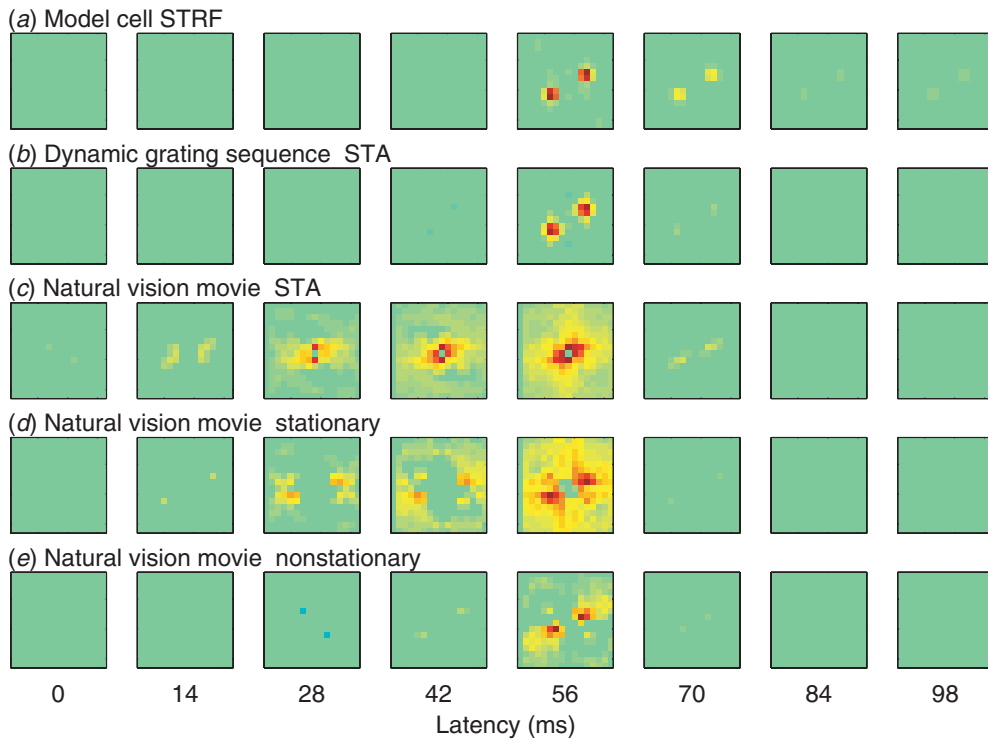 (a) Model cell STRF
(b) Dynamic grating sequence STA
(c) Natural vision movie STA
(d) Natural vision movie stationary
(e) Natural vision movie nonstationary
0 14 28 42 56 70 84 98
Latency (ms)